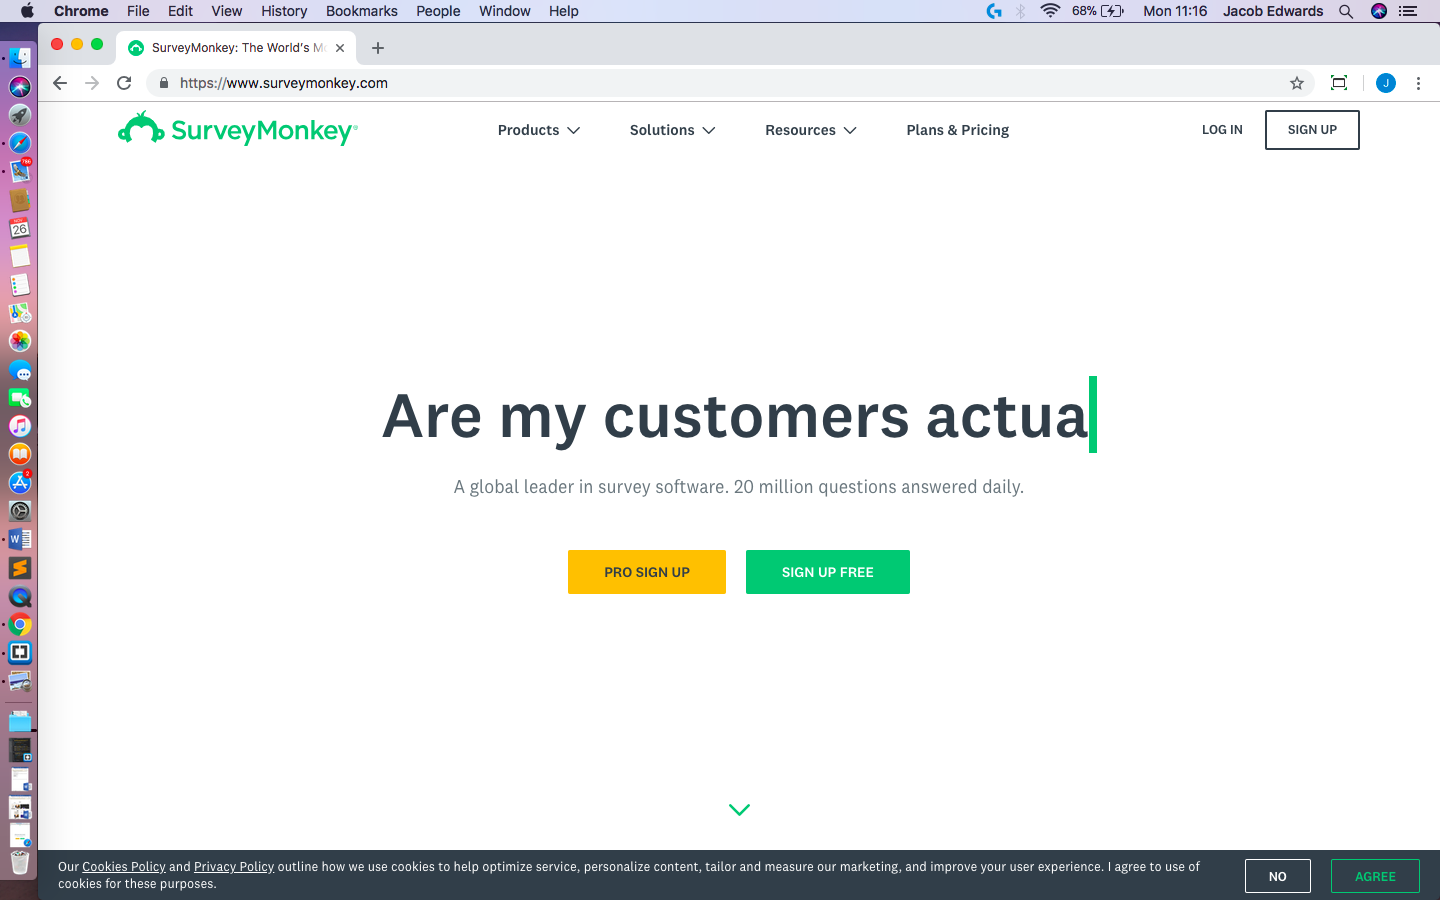 Chrome File Edit View History Bookmarks People Window Help 68% Mon 11:16 Jacob Edwards
SurveyMonkey: The World's M
https://www.surveymonkey.com
J
SurveyMonkey
Products Solutions Resources Plans & Pricing LOG IN SIGN UP
Are my customers actua
A global leader in survey software. 20 million questions answered daily.
PRO SIGN UP SIGN UP FREE
Our Cookies Policy and Privacy Policy outline how we use cookies to help optimize service, personalize content, tailor and measure our marketing, and improve your user experience. I agree to use of
cookies for these purposes.
NO AGREE
26